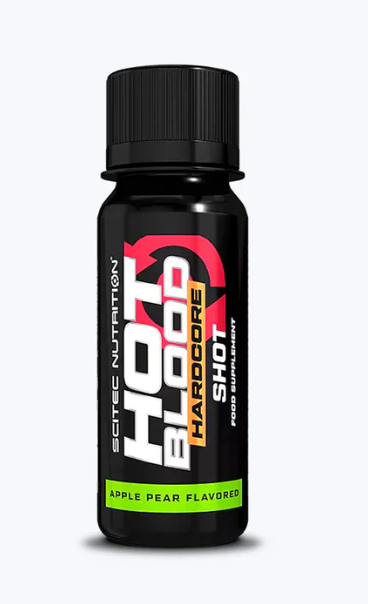 SCITEC NUTRITION
HOT
BLOOD
HARDCORE
SHOT
FOOD SUPPLEMENT
APPLE PEAR FLAVORED